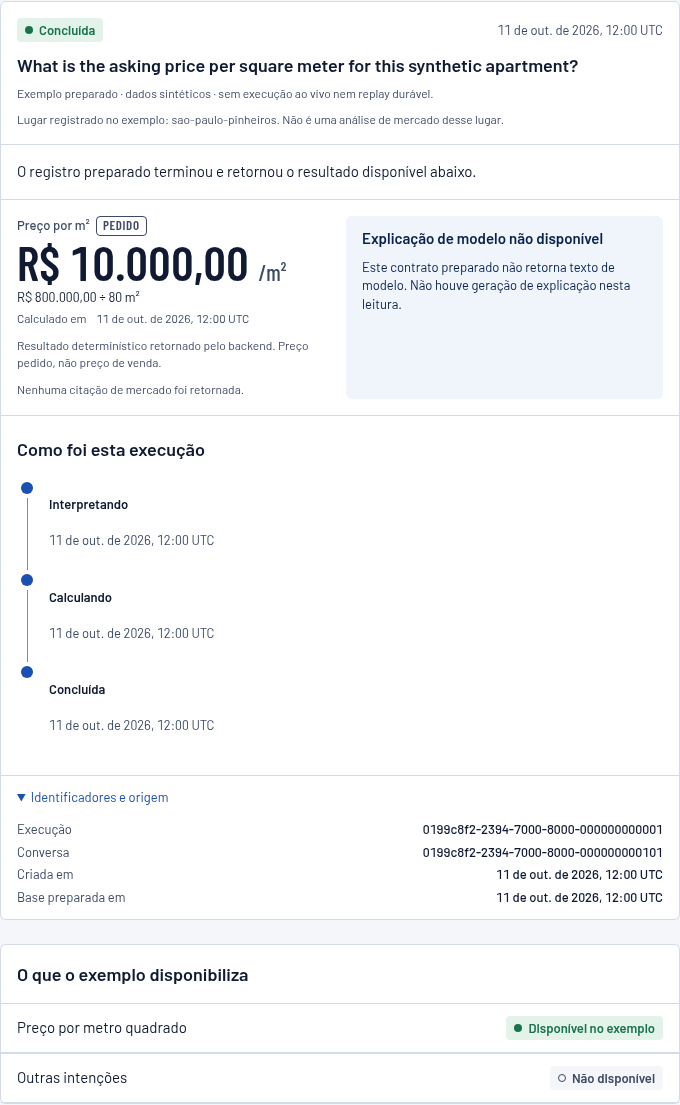 Concluída
11 de out. de 2026, 12:00 UTC
What is the asking price per square meter for this synthetic apartment?
Exemplo preparado · dados sintéticos · sem execução ao vivo nem replay durável.
Lugar registrado no exemplo: sao-paulo-pinheiros. Não é uma análise de mercado desse lugar.
O registro preparado terminou e retornou o resultado disponível abaixo.
Preço por m² PEDIDO
R$ 10.000,00 /m²
R$ 800.000,00 ÷ 80 m²
Calculado em 11 de out. de 2026, 12:00 UTC
Resultado determinístico retornado pelo backend. Preço
pedido, não preço de venda.
Nenhuma citação de mercado foi retornada.
Explicação de modelo não disponível
Este contrato preparado não retorna texto de
modelo. Não houve geração de explicação nesta
leitura.
Como foi esta execução
Interpretando
11 de out. de 2026, 12:00 UTC
Calculando
11 de out. de 2026, 12:00 UTC
Concluída
11 de out. de 2026, 12:00 UTC
Identificadores e origem
Execução 0199c8f2-2394-7000-8000-000000000001
Conversa 0199c8f2-2394-7000-8000-000000000101
Criada em 11 de out. de 2026, 12:00 UTC
Base preparada em 11 de out. de 2026, 12:00 UTC
O que o exemplo disponibiliza
Preço por metro quadrado Disponível no exemplo
Outras intenções Não disponível